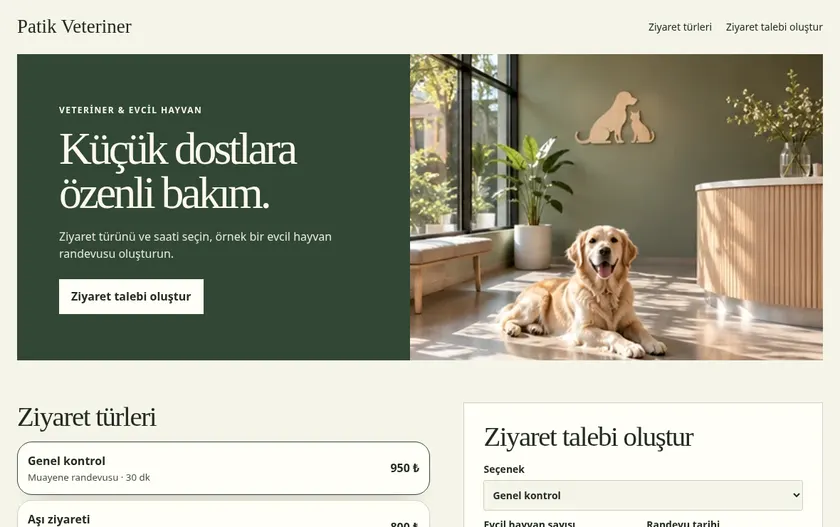 Patik Veteriner
Ziyaret türleri
Ziyaret talebi oluştur
VETERİNER & EVCİL HAYVAN
Küçük dostlara
özenli bakım.
Ziyaret türünü ve saati seçin, örnek bir evcil hayvan
randevusu oluşturun.
Ziyaret talebi oluştur
Ziyaret türleri
Genel kontrol
Muayene randevusu · 30 dk
950 ₺
Aşı ziyareti
800 ₺
Ziyaret talebi oluştur
Seçenek
Genel kontrol
Evcil hayvan sayısı
Randevu tarihi